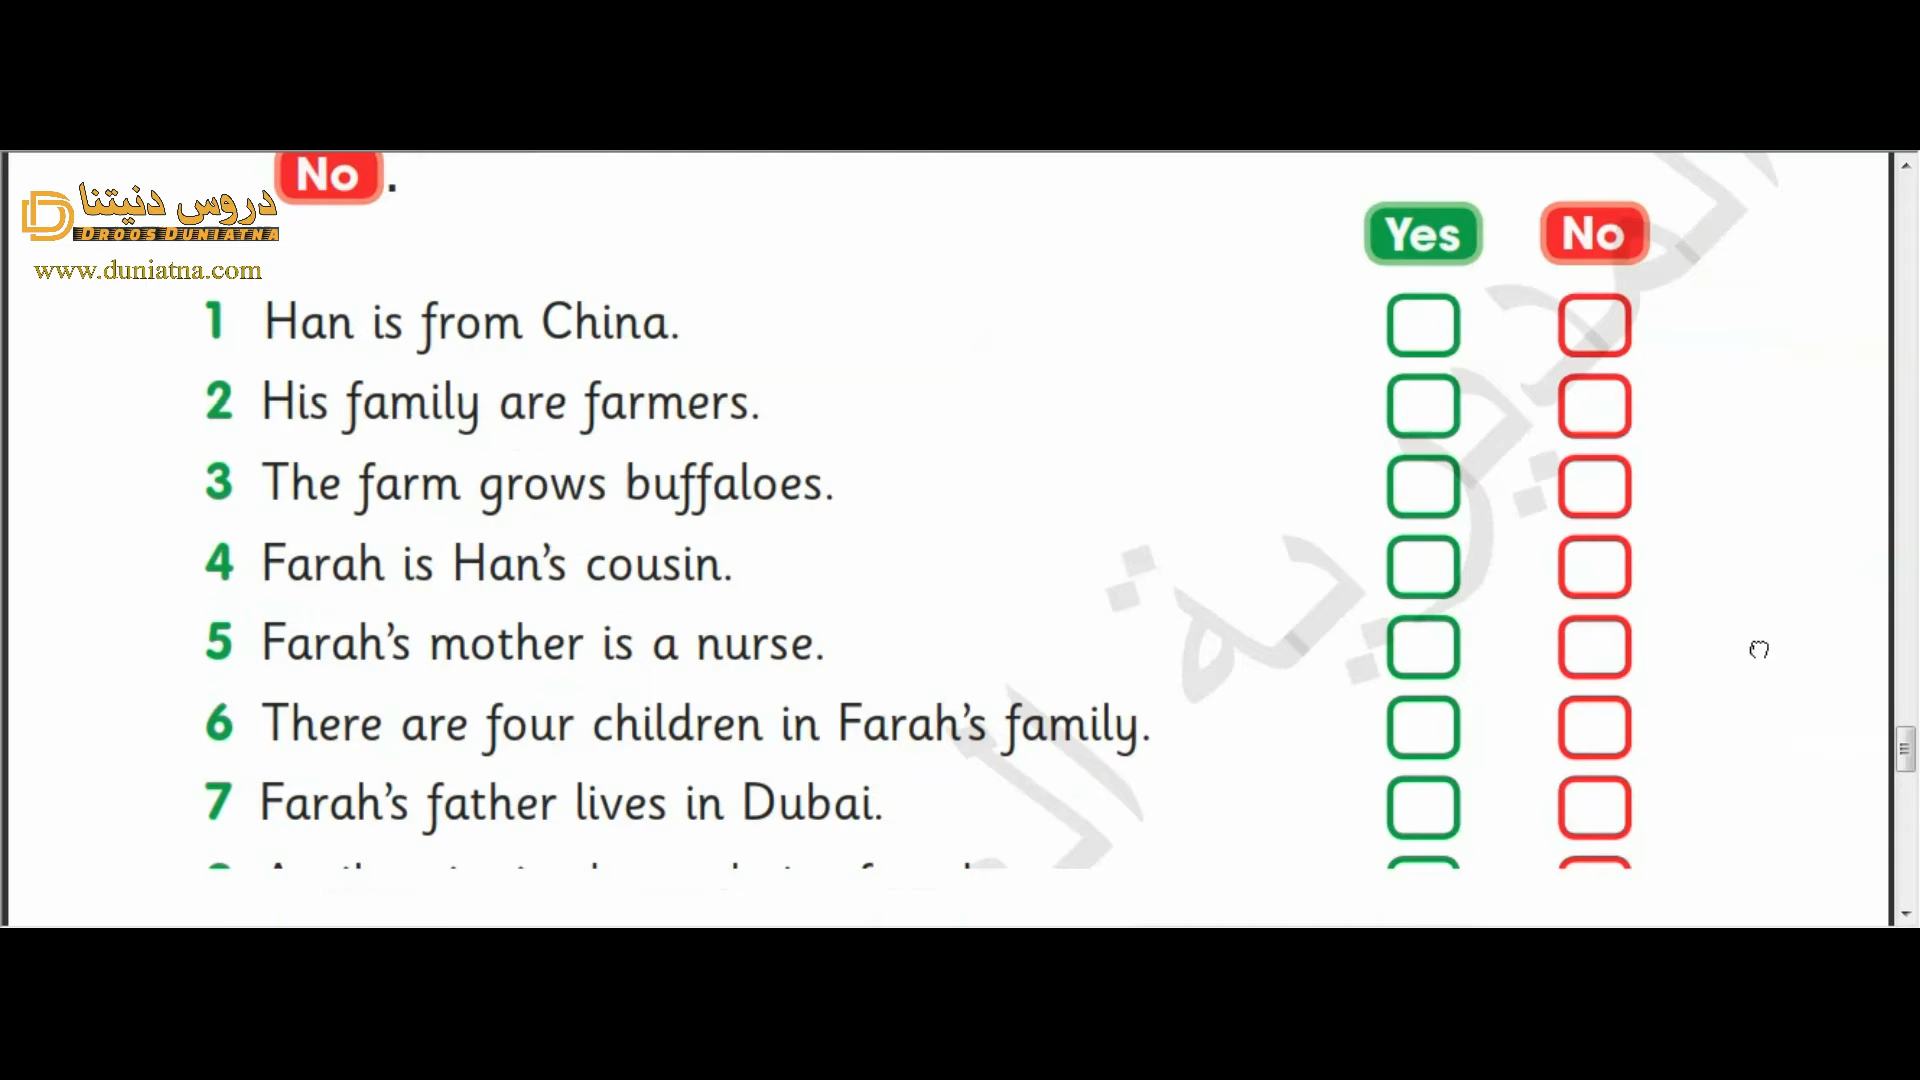 No.
دروس دنيتنا
DROOS DUNIATNA
www.duniatna.com
Yes No
1 Han is from China.
2 His family are farmers.
3 The farm grows buffaloes.
4 Farah is Han's cousin.
5 Farah's mother is a nurse.
6 There are four children in Farah's family.
7 Farah's father lives in Dubai.